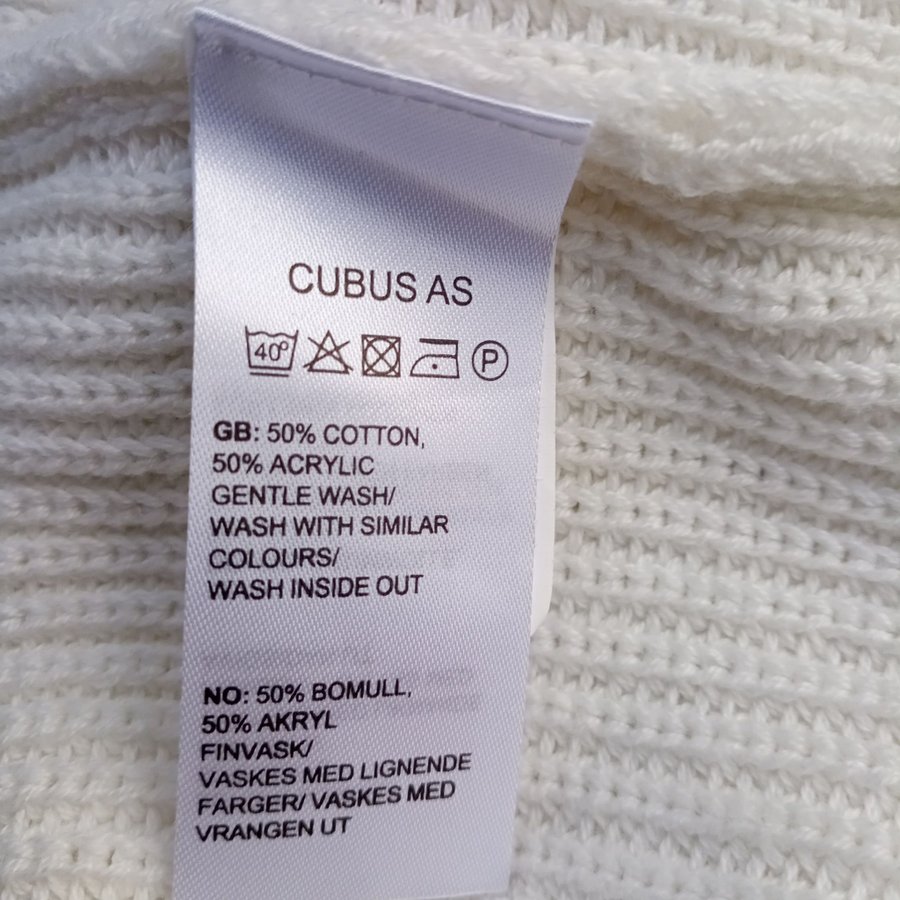 CUBUS AS
40° P
GB: 50% COTTON,
50% ACRYLIC
GENTLE WASH/
WASH WITH SIMILAR
COLOURS/
WASH INSIDE OUT
NO: 50% BOMULL,
50% AKRYL
FINVASK/
VASKES MED LIGNENDE
FARGER/ VASKES MED
VRANGEN UT